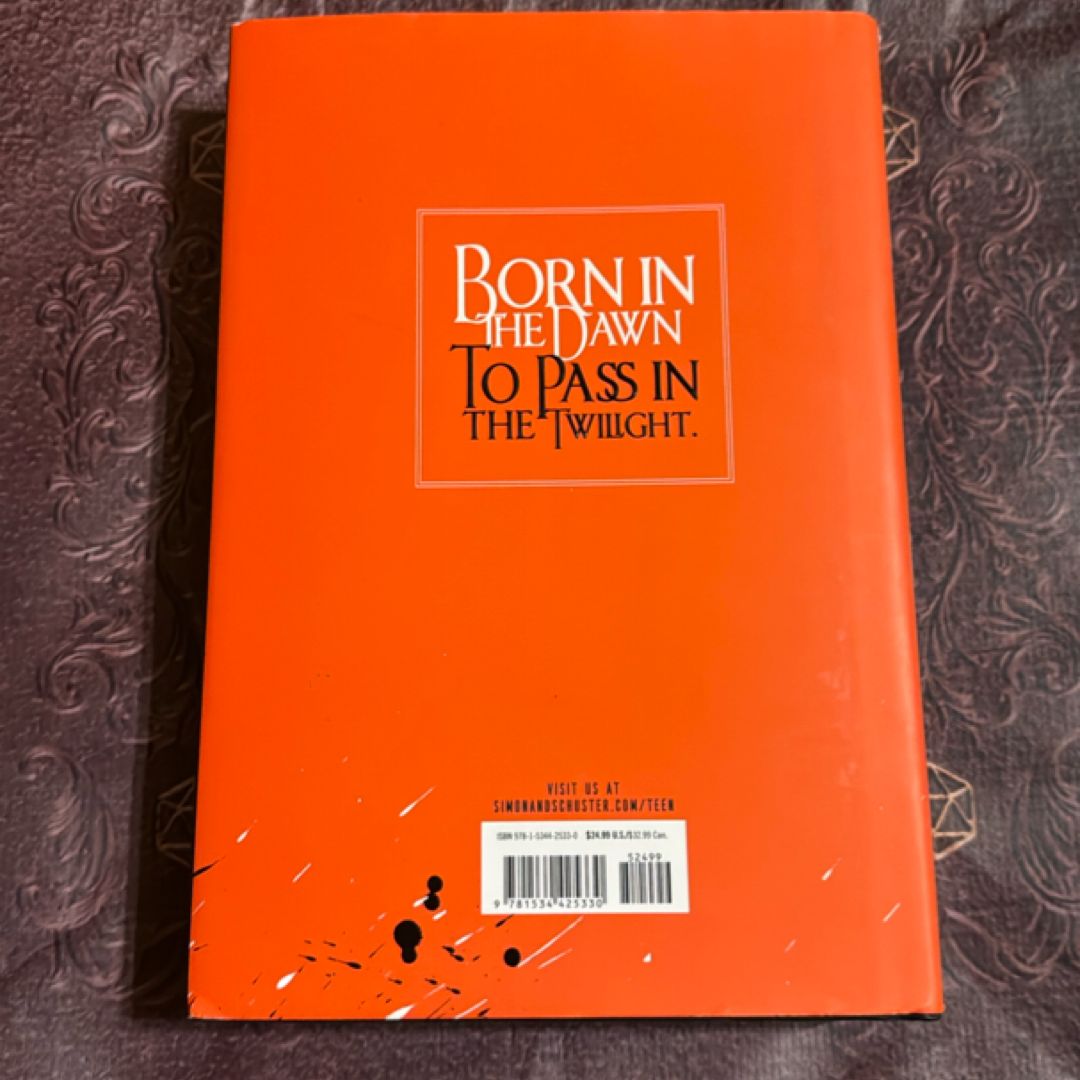 BORN IN
THE DAWN
TO PASS IN
THE TWILIGHT.
VISIT US AT
SIMONANDSCHUSTER.COM/TEEN
ISBN 978-1-5344-2533-0 $24.99 U.S./$32.99 Can.
52499
9 781534 425330